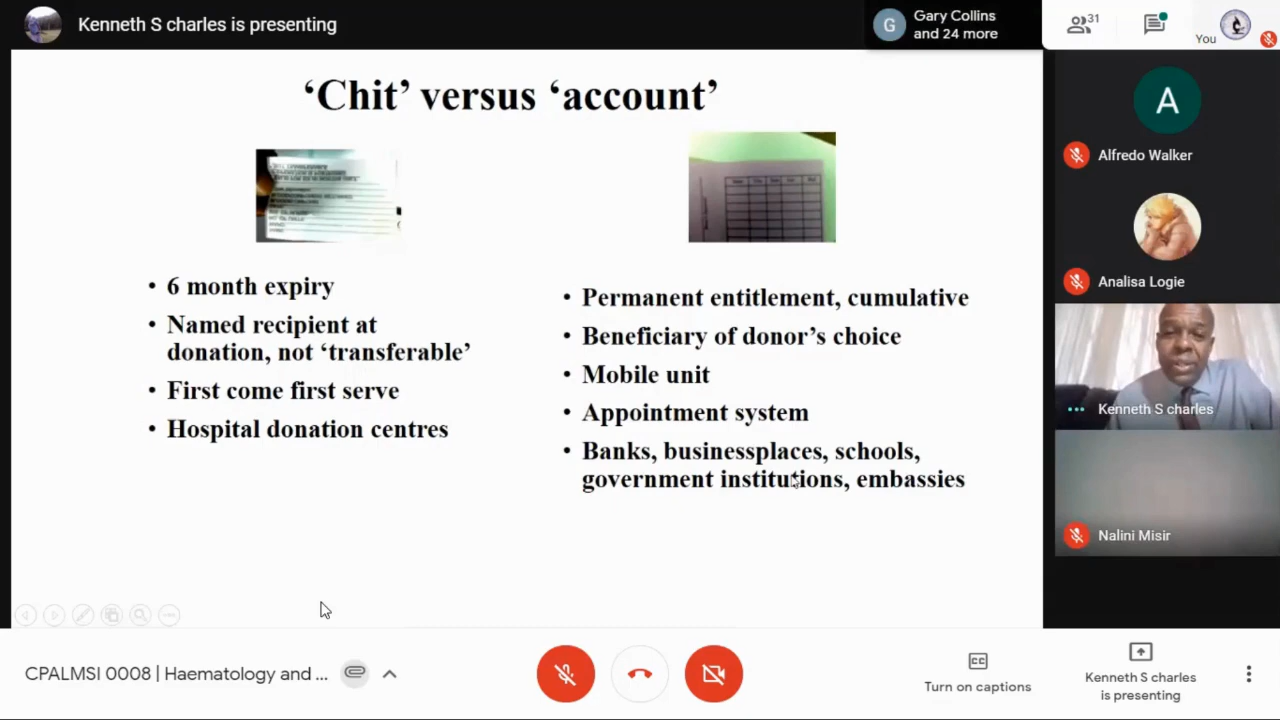 Kenneth S charles is presenting
G
Gary Collins
and 24 more
31
You
‘Chit’ versus ‘account’
• 6 month expiry
• Named recipient at
donation, not ‘transferable’
• First come first serve
• Hospital donation centres
• Permanent entitlement, cumulative
• Beneficiary of donor’s choice
• Mobile unit
• Appointment system
• Banks, businessplaces, schools,
government institutions, embassies
A
Alfredo Walker
Analisa Logie
Kenneth S charles
Nalini Misir
CPALMSI 0008 | Haematology and ...
CC
Turn on captions
Kenneth S charles
is presenting